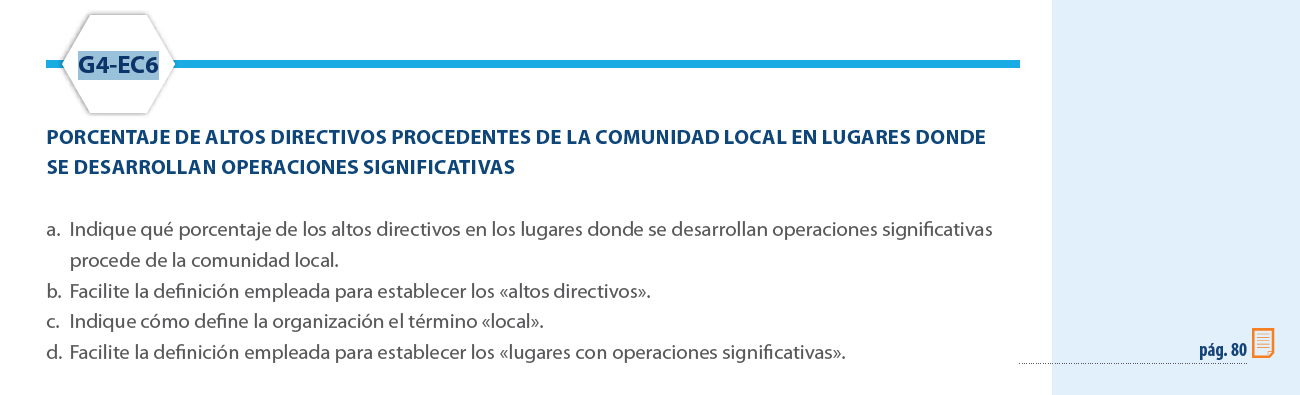 G4-EC6
PORCENTAJE DE ALTOS DIRECTIVOS PROCEDENTES DE LA COMUNIDAD LOCAL EN LUGARES DONDE
SE DESARROLLAN OPERACIONES SIGNIFICATIVAS
a. Indique qué porcentaje de los altos directivos en los lugares donde se desarrollan operaciones significativas
procede de la comunidad local.
b. Facilite la definición empleada para establecer los «altos directivos».
c. Indique cómo define la organización el término «local».
d. Facilite la definición empleada para establecer los «lugares con operaciones significativas».
pág. 80